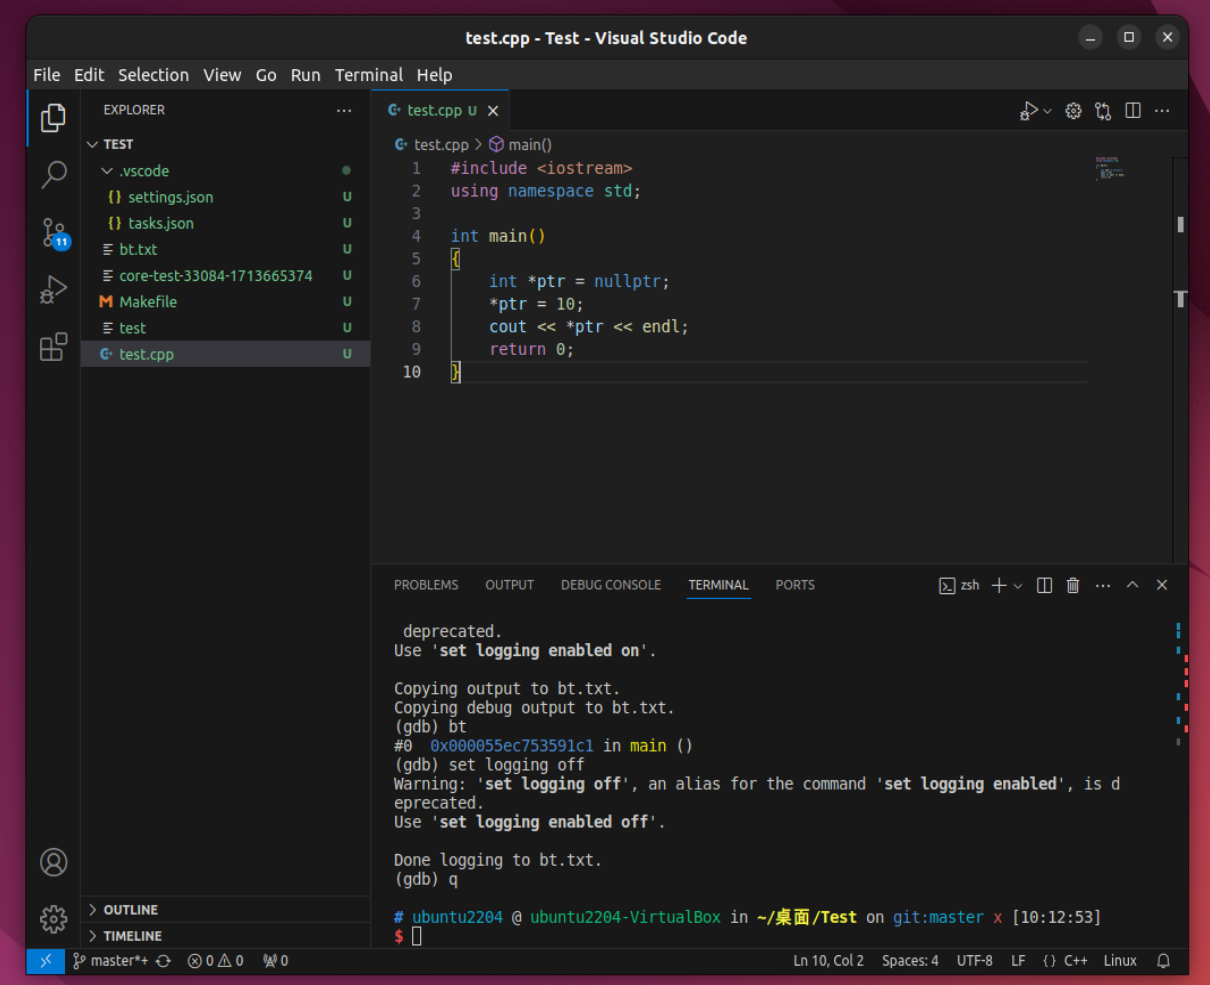 test.cpp - Test - Visual Studio Code
File Edit Selection View Go Run Terminal Help
EXPLORER
TEST
.vscode
{} settings.json U
{} tasks.json U
bt.txt U
core-test-33084-1713665374 U
M Makefile U
test U
test.cpp U
11
OUTLINE
TIMELINE
test.cpp U
test.cpp > main()
1 #include <iostream>
2 using namespace std;
3
4 int main()
5 {
6 int *ptr = nullptr;
7 *ptr = 10;
8 cout << *ptr << endl;
9 return 0;
10 }
PROBLEMS OUTPUT DEBUG CONSOLE TERMINAL PORTS
zsh
deprecated.
Use 'set logging enabled on'.
Copying output to bt.txt.
Copying debug output to bt.txt.
(gdb) bt
#0 0x000055ec753591c1 in main ()
(gdb) set logging off
Warning: 'set logging off', an alias for the command 'set logging enabled', is d
eprecated.
Use 'set logging enabled off'.
Done logging to bt.txt.
(gdb) q
# ubuntu2204 @ ubuntu2204-VirtualBox in ~/桌面/Test on git:master x [10:12:53]
$
master*+ 0 0 0 Ln 10, Col 2 Spaces: 4 UTF-8 LF {} C++ Linux